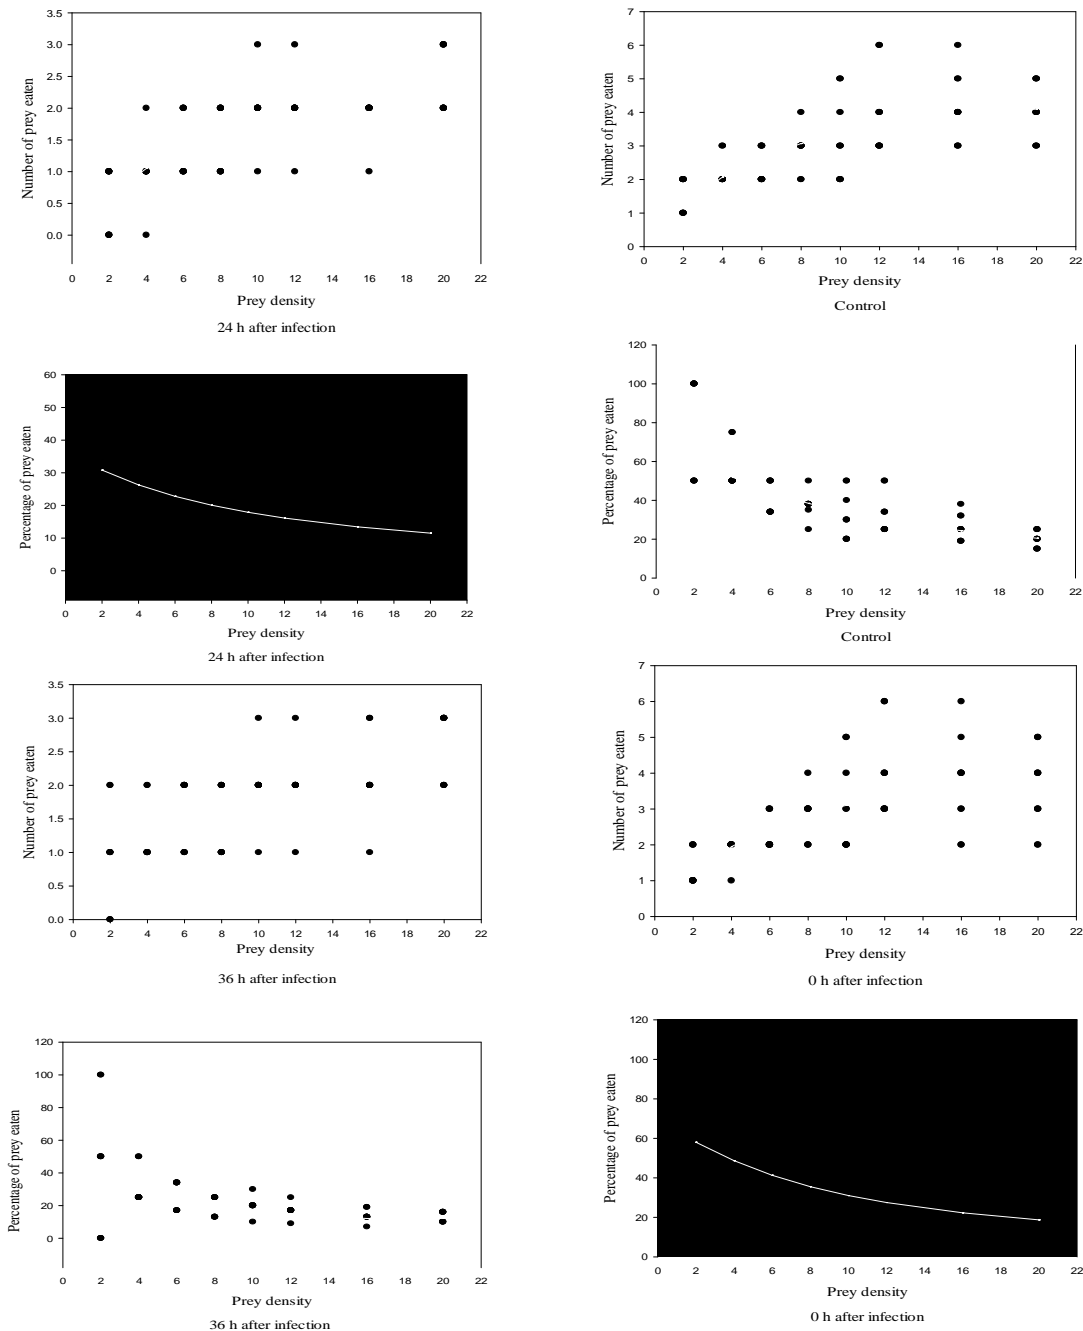 3.5
3.0
2.5
2.0
1.5
1.0
0.5
0.0
Number of prey eaten
0 2 4 6 8 10 12 14 16 18 20 22
Prey density
24 h after infection
7
6
5
4
3
2
1
0
Number of prey eaten
0 2 4 6 8 10 12 14 16 18 20 22
Prey density
Control
60
50
40
30
20
10
0
Percentage of prey eaten
0 2 4 6 8 10 12 14 16 18 20 22
Prey density
24 h after infection
120
100
80
60
40
20
0
Percentage of prey eaten
0 2 4 6 8 10 12 14 16 18 20 22
Prey density
Control
3.5
3.0
2.5
2.0
1.5
1.0
0.5
0.0
Number of prey eaten
0 2 4 6 8 10 12 14 16 18 20 22
Prey density
36 h after infection
7
6
5
4
3
2
1
0
Number of prey eaten
0 2 4 6 8 10 12 14 16 18 20 22
Prey density
0 h after infection
120
100
80
60
40
20
0
Percentage of prey eaten
0 2 4 6 8 10 12 14 16 18 20 22
Prey density
36 h after infection
120
100
80
60
40
20
0
Percentage of prey eaten
0 2 4 6 8 10 12 14 16 18 20 22
Prey density
0 h after infection